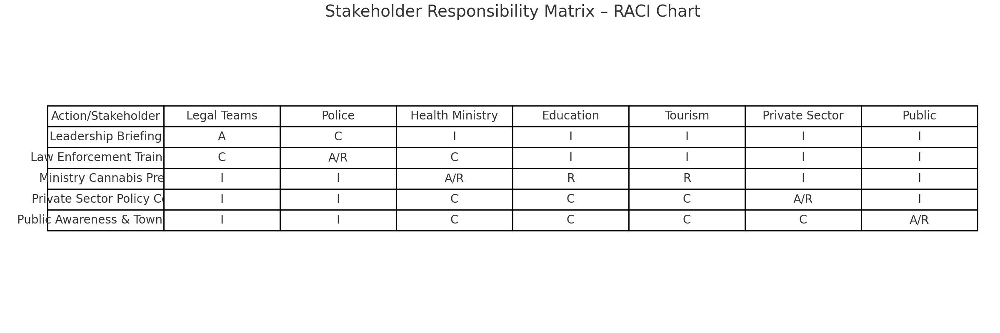 Stakeholder Responsibility Matrix – RACI Chart
Action/Stakeholder Legal Teams Police Health Ministry Education Tourism Private Sector Public
Leadership Briefing A C I I I I I
Law Enforcement Train C A/R C I I I I
Ministry Cannabis Pre I I A/R R R I I
Private Sector Policy Co I I C C C A/R I
Public Awareness & Town I I C C C C A/R